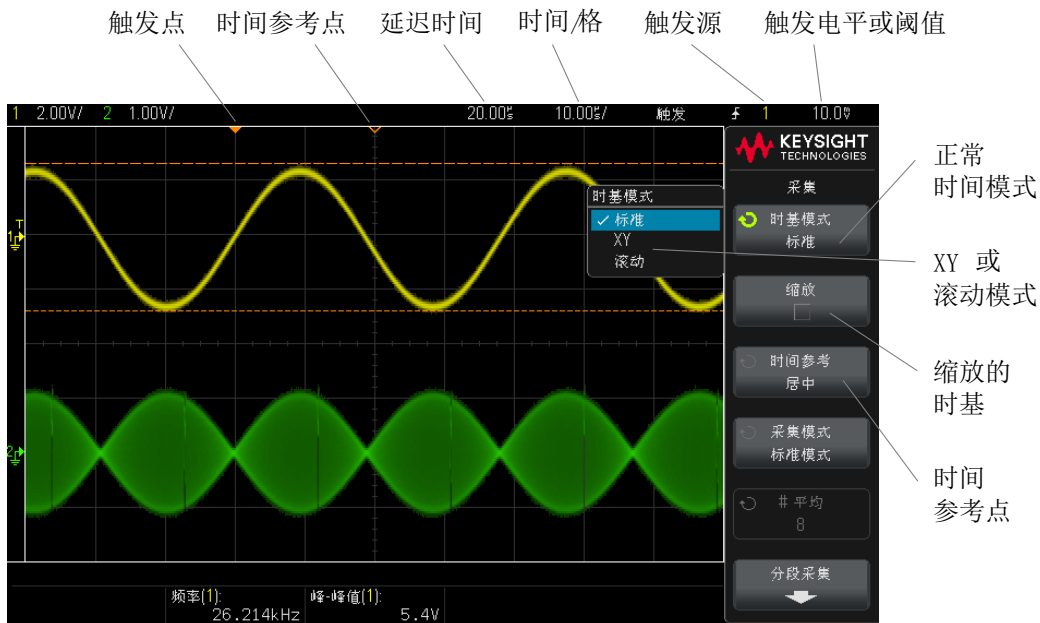 触发点 时间参考点 延迟时间 时间/格 触发源 触发电平或阈值
1 2.00V/ 2 1.00V/ 20.00s 10.00s/ 触发 1 10.0V
KEYSIGHT
TECHNOLOGIES
采集
时基模式
标准
缩放
时间参考
居中
采集模式
标准模式
# 平均
8
分段采集
时基模式
标准
XY
滚动
T
1
2
频率(1):
26.214kHz
峰-峰值(1):
5.4V
正常
时间模式
XY 或
滚动模式
缩放的
时基
时间
参考点